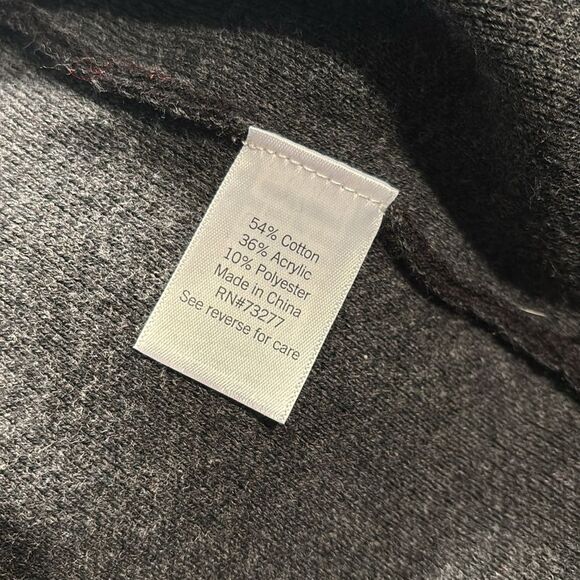 54% Cotton
36% Acrylic
10% Polyester
Made in China
RN#73277
See reverse for care